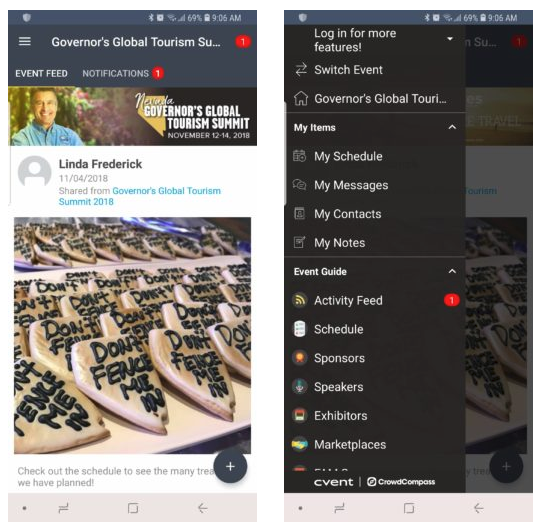 69% 9:06 AM
Governor's Global Tourism Su... 1
EVENT FEED NOTIFICATIONS 1
Nevada
GOVERNOR'S GLOBAL
TOURISM SUMMIT
NOVEMBER 12-14, 2018
Linda Frederick
11/04/2018
Shared from Governor's Global Tourism
Summit 2018
DON'T
FENCE
ME
IN
Check out the schedule to see the many trea
we have planned!
+
69% 9:06 AM
Log in for more
features!
Switch Event
Governor's Global Touri...
My Items
My Schedule
My Messages
My Contacts
My Notes
Event Guide
Activity Feed 1
Schedule
Sponsors
Speakers
Exhibitors
Marketplaces
cvent | CrowdCompass